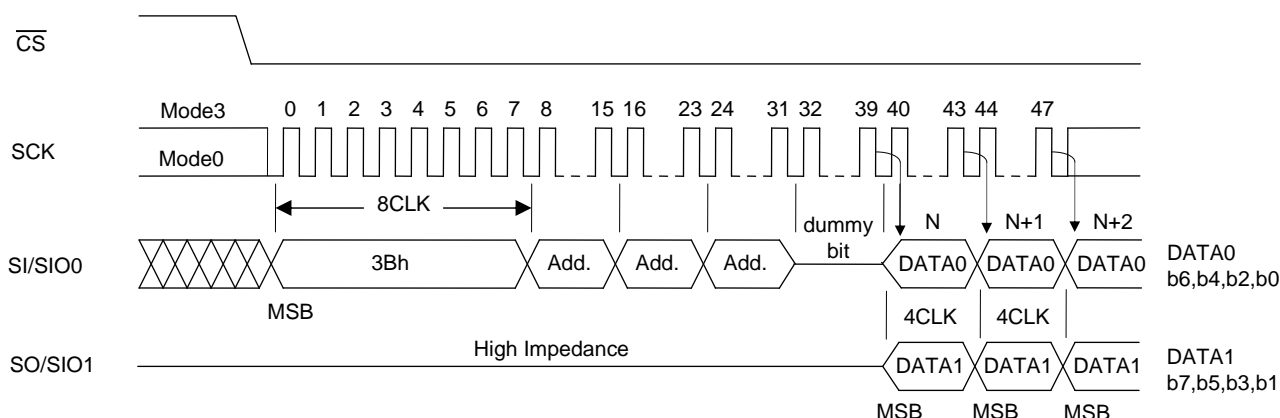 CS
Mode3 0 1 2 3 4 5 6 7 8 15 16 23 24 31 32 39 40 43 44 47
SCK
Mode0
8CLK
dummy
bit
N N+1 N+2
SI/SIO0 3Bh Add. Add. Add. DATA0 DATA0 DATA0
DATA0
b6,b4,b2,b0
MSB
4CLK 4CLK
High Impedance
SO/SIO1 DATA1 DATA1 DATA1
DATA1
b7,b5,b3,b1
MSB MSB MSB